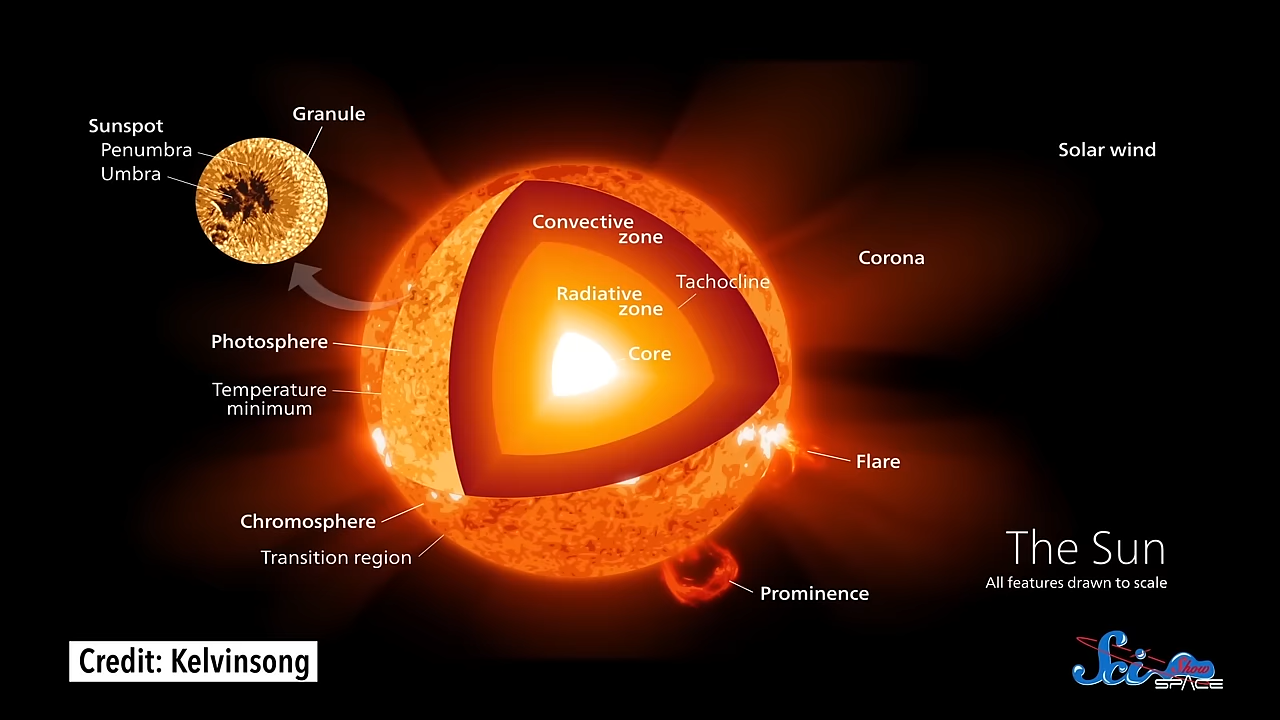 Granule
Sunspot
Penumbra
Umbra
Solar wind
Convective
zone
Corona
Tachocline
Radiative
zone
Photosphere
Core
Temperature
minimum
Flare
Chromosphere
Transition region
The Sun
All features drawn to scale
Prominence
Credit: Kelvinsong
Sci Show
SPACE